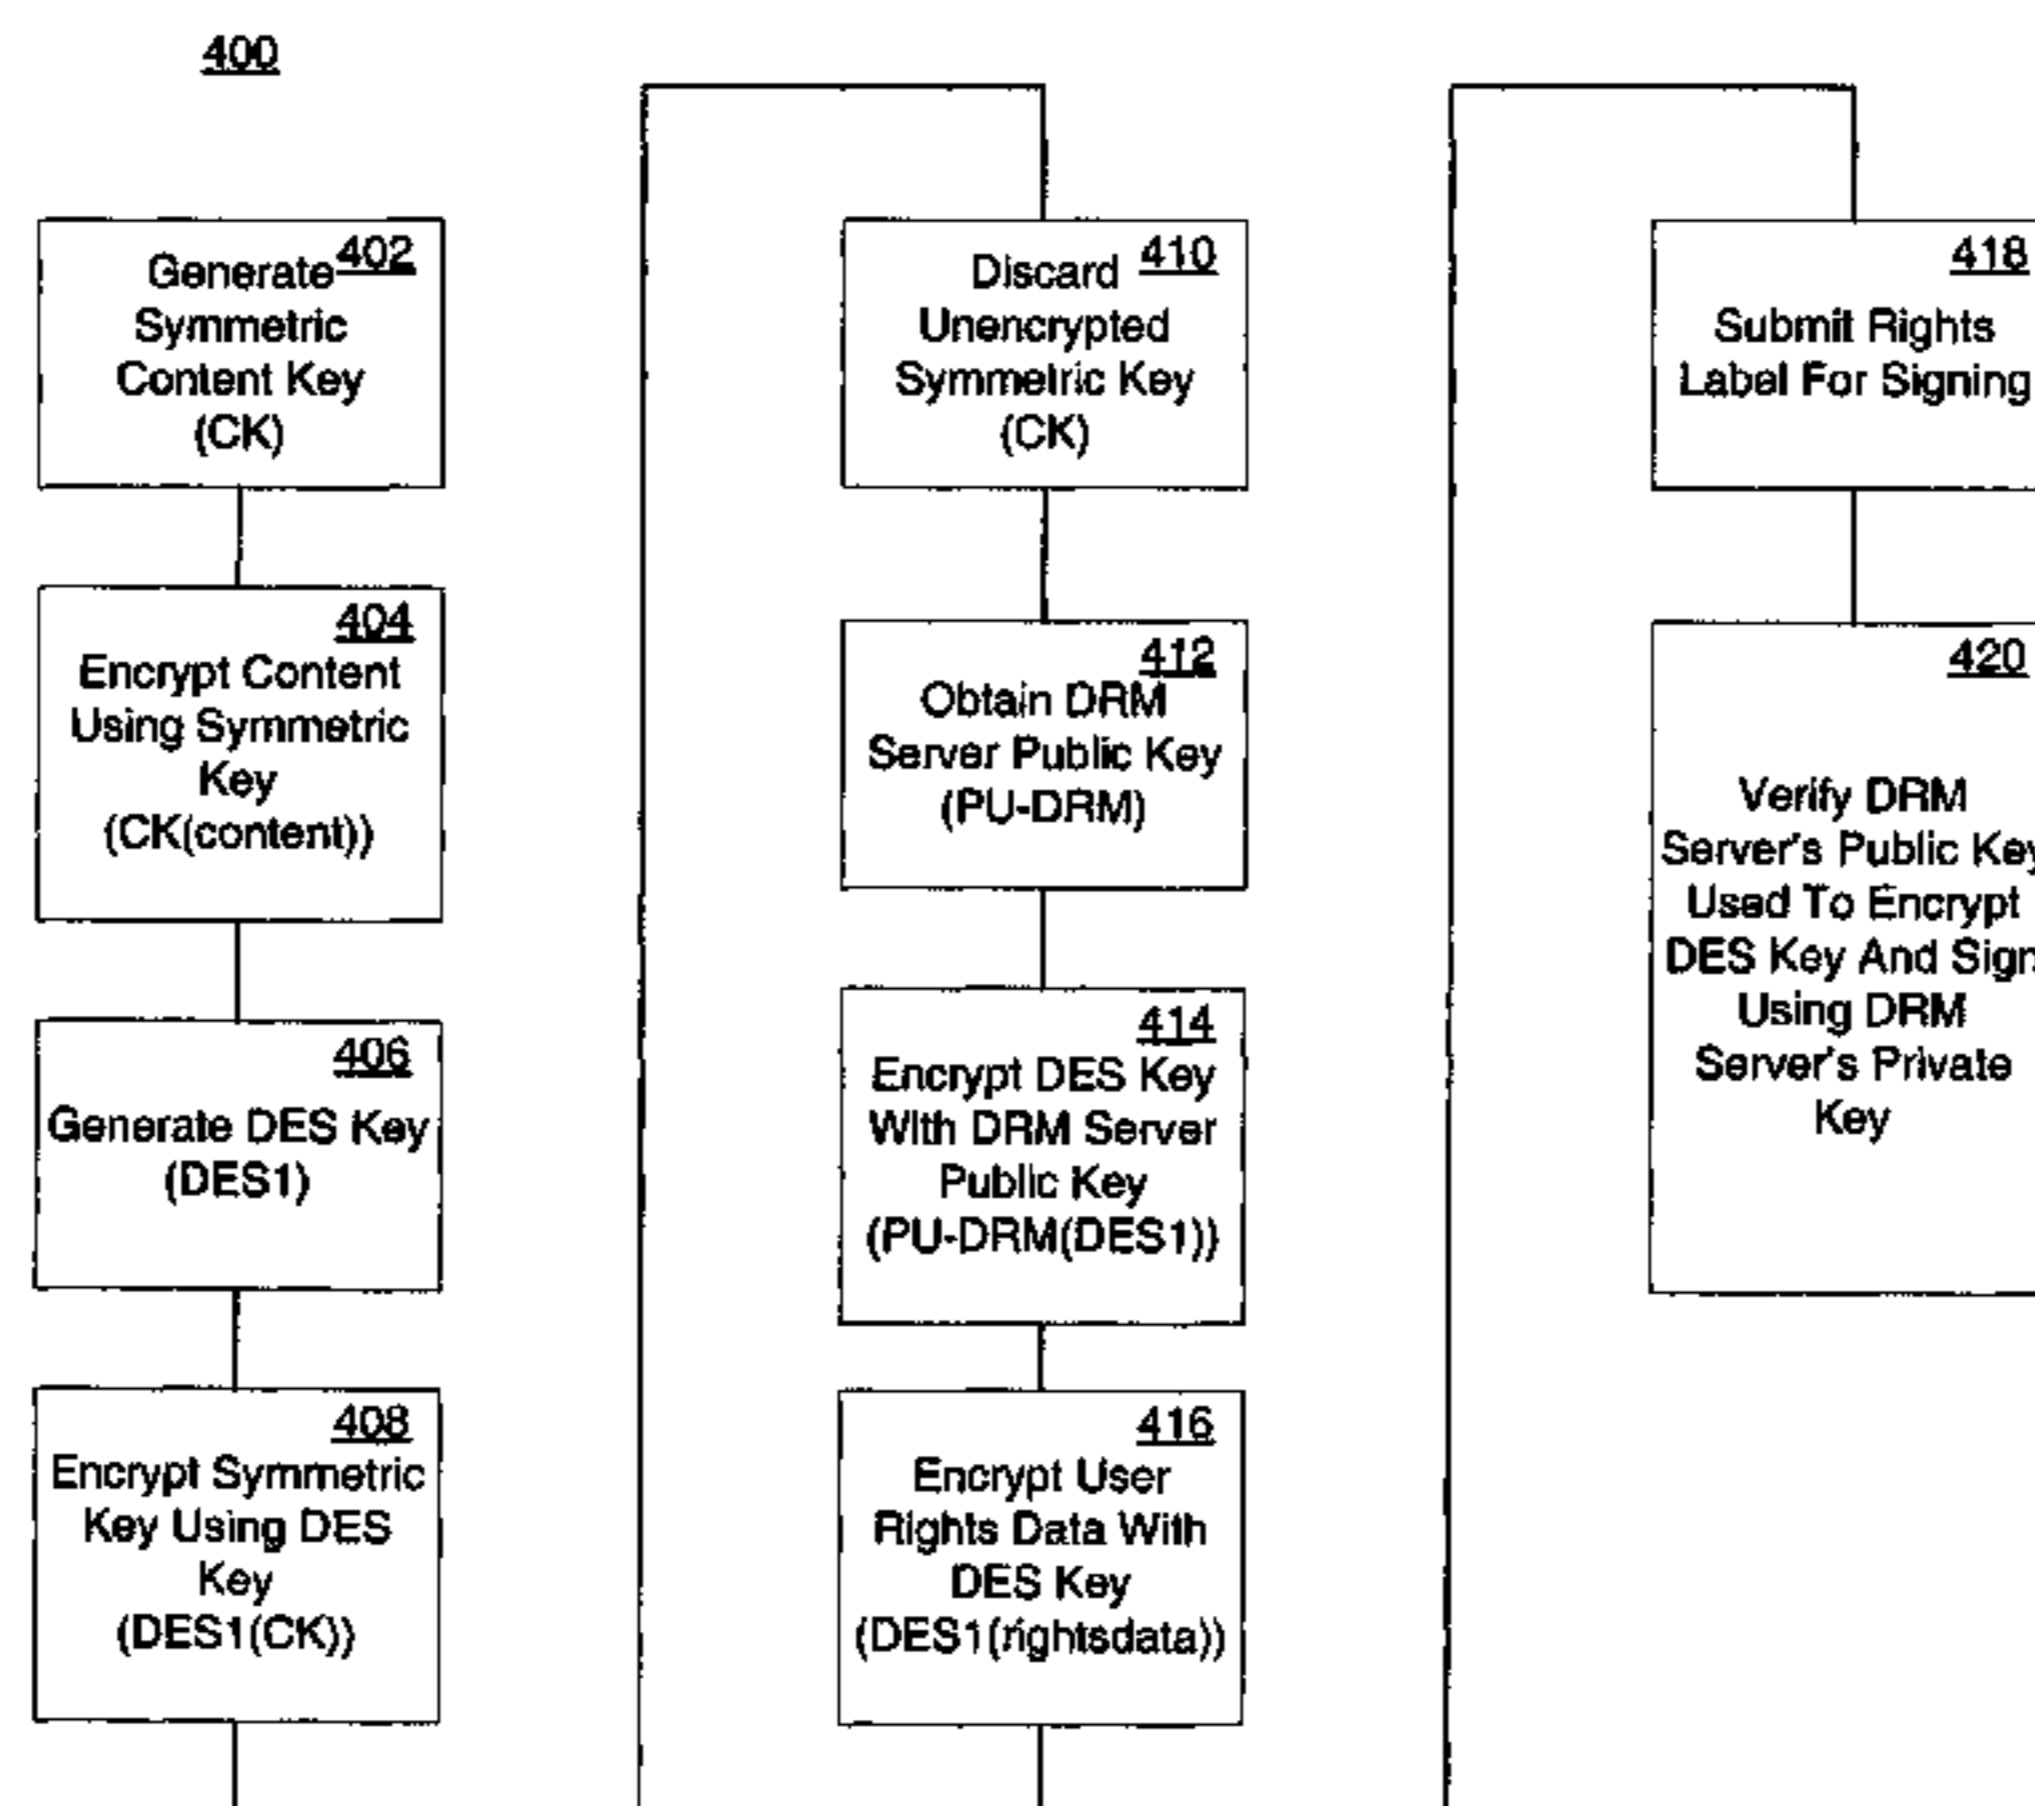 400
402
Generate
Symmetric
Content Key
(CK)
404
Encrypt Content
Using Symmetric
Key
(CK(content))
406
Generate DES Key
(DES1)
408
Encrypt Symmetric
Key Using DES
Key
(DES1(CK))
410
Discard
Unencrypted
Symmetric Key
(CK)
412
Obtain DRM
Server Public Key
(PU-DRM)
414
Encrypt DES Key
With DRM Server
Public Key
(PU-DRM(DES1))
416
Encrypt User
Rights Data With
DES Key
(DES1(rightsdata))
418
Submit Rights
Label For Signing
420
Verify DRM
Server's Public Key
Used To Encrypt
DES Key And Sign
Using DRM
Server's Private
Key